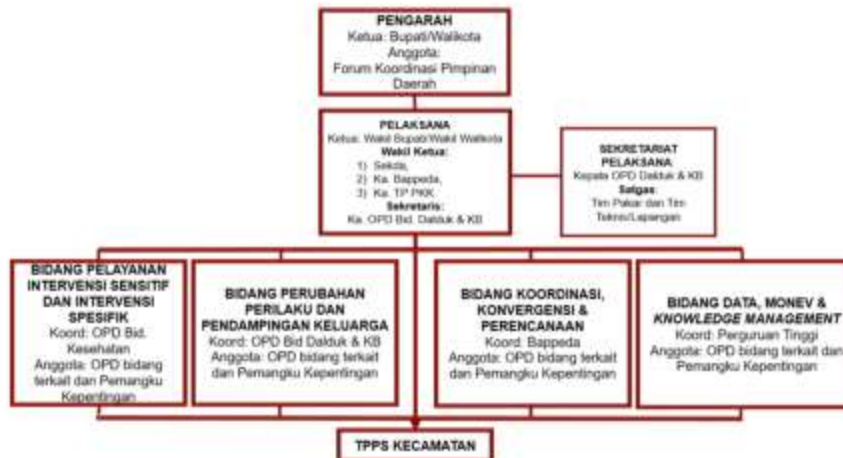 PENGARAH
Ketua: Bupati/Walikota
Anggota:
Forum Koordinasi Pimpinan
Daerah
PELAKSANA
Ketua: Wakil Bupati/Wakil Walikota
Wakil Ketua:
1) Sekda,
2) Ka. Bappeda,
3) Ka. TP PKK.
Sekretaris:
Ka. OPD Bid. Dalduk & KB
SEKRETARIAT
PELAKSANA
Kepala OPD Dalduk & KB
Satgas:
Tim Pakar dan Tim
Teknis/Lapangan
BIDANG PELAYANAN
INTERVENSI SENSITIF
DAN INTERVENSI
SPESIFIK
Koord: OPD Bid.
Kesehatan
Anggota: OPD bidang
terkait dan Pemangku
Kepentingan
BIDANG PERUBAHAN
PERILAKU DAN
PENDAMPINGAN KELUARGA
Koord: OPD Bid Dalduk & KB
Anggota: OPD bidang terkait
dan Pemangku Kepentingan
BIDANG KOORDINASI,
KONVERGENSI &
PERENCANAAN
Koord: Bappeda
Anggota: OPD bidang terkait
dan Pemangku Kepentingan
BIDANG DATA, MONEV &
KNOWLEDGE MANAGEMENT
Koord: Perguruan Tinggi
Anggota: OPD bidang terkait dan
Pemangku Kepentingan
TPPS KECAMATAN